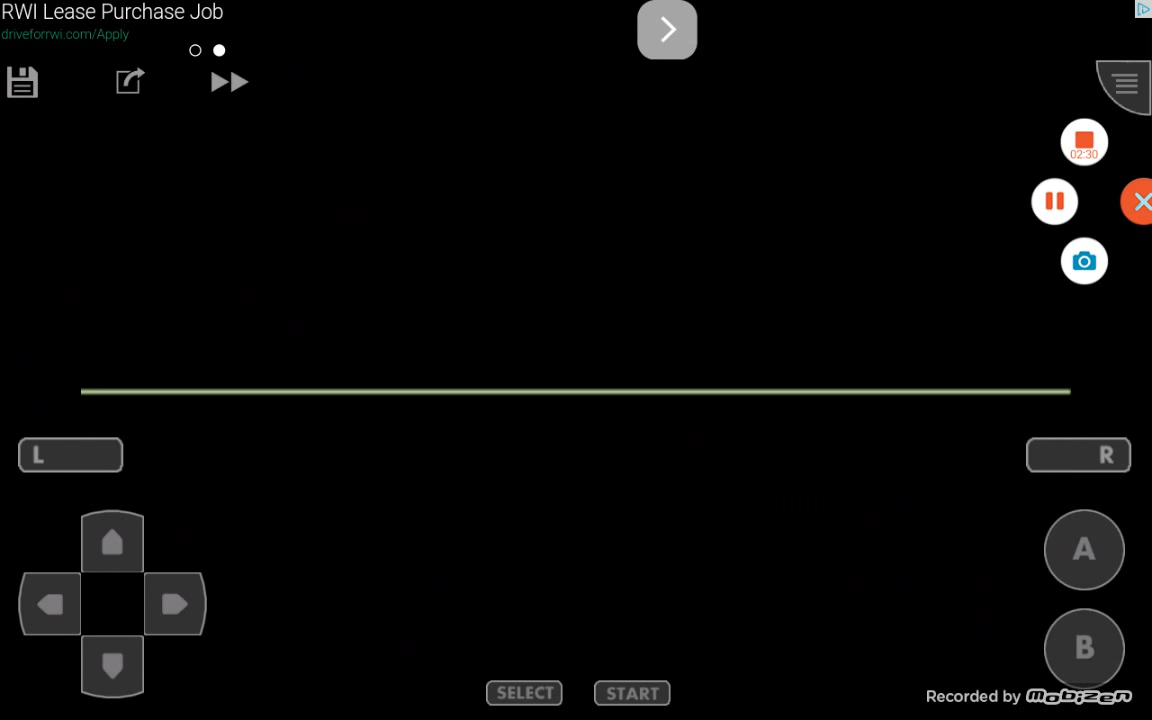 RWI Lease Purchase Job
driveforrwi.com/Apply
02:30
L
R
A
B
SELECT
START
Recorded by mobizen